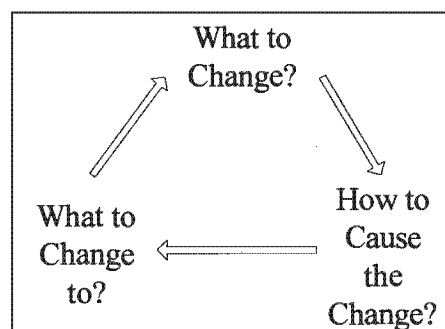 What to
Change?
How to
Cause
the
Change?
What to
Change
to?